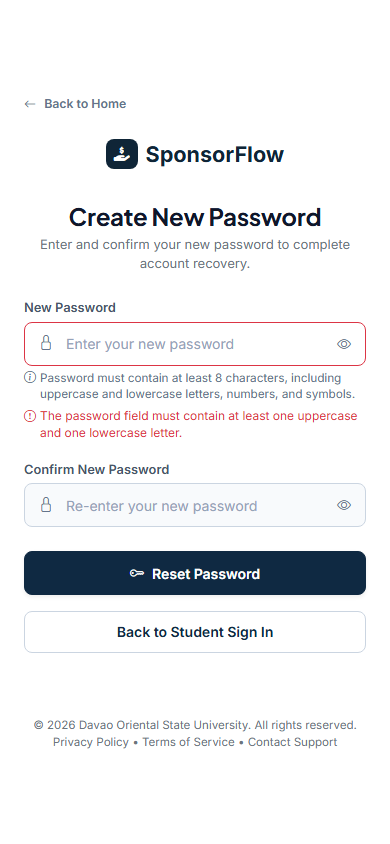 ← Back to Home
SponsorFlow
Create New Password
Enter and confirm your new password to complete
account recovery.
New Password
Enter your new password
Password must contain at least 8 characters, including
uppercase and lowercase letters, numbers, and symbols.
The password field must contain at least one uppercase
and one lowercase letter.
Confirm New Password
Re-enter your new password
Reset Password
Back to Student Sign In
© 2026 Davao Oriental State University. All rights reserved.
Privacy Policy • Terms of Service • Contact Support